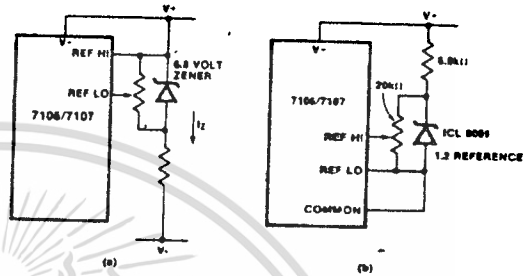 V+
V-
REF HI
REF LO
7106/7107
6.8 VOLT
ZENER
Iz
V-
(a)
V+
V-
6.8kΩ
20kΩ
7106/7107
REF HI
REF LO
COMMON
ICL 8069
1.2 REFERENCE
(b)